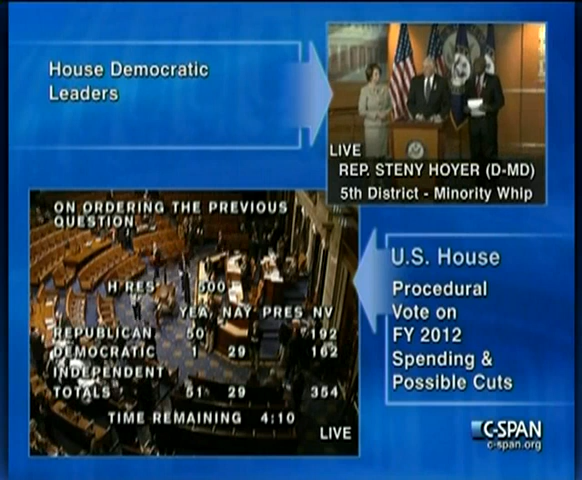 House Democratic
Leaders
LIVE
REP. STENY HOYER (D-MD)
5th District - Minority Whip
ON ORDERING THE PREVIOUS
QUESTION
H RES 500
YEA NAY PRES NV
REPUBLICAN 50 192
DEMOCRATIC 1 29 162
INDEPENDENT
TOTALS 51 29 354
TIME REMAINING 4:10
LIVE
U.S. House
Procedural
Vote on
FY 2012
Spending &
Possible Cuts
C-SPAN
c-span.org